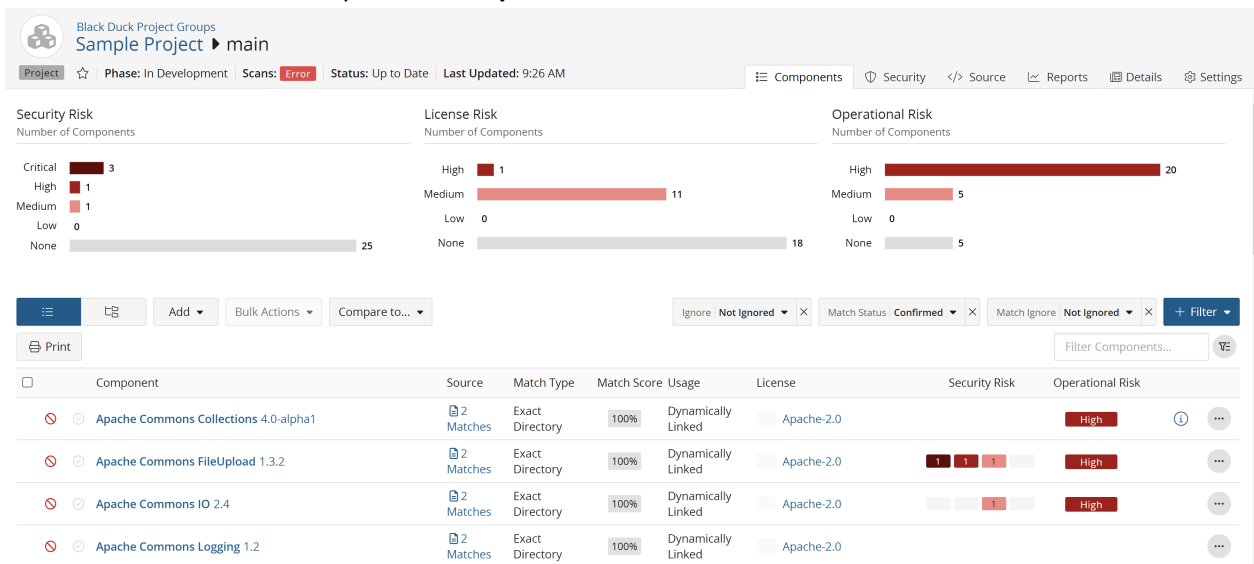 Black Duck Project Groups
Sample Project main
Project Phase: In Development Scans: Error Status: Up to Date Last Updated: 9:26 AM
Components Security </> Source Reports Details Settings
Security Risk
Number of Components
Critical 3
High 1
Medium 1
Low 0
None 25
License Risk
Number of Components
High 1
Medium 11
Low 0
None 18
Operational Risk
Number of Components
High 20
Medium 5
Low 0
None 5
Add Bulk Actions Compare to... Ignore Not Ignored × Match Status Confirmed × Match Ignore Not Ignored × + Filter
Print Filter Components...
Component Source Match Type Match Score Usage License Security Risk Operational Risk
Apache Commons Collections 4.0-alpha1 2 Matches Exact Directory 100% Dynamically Linked Apache-2.0 High
Apache Commons FileUpload 1.3.2 2 Matches Exact Directory 100% Dynamically Linked Apache-2.0 1 1 1 High
Apache Commons IO 2.4 2 Matches Exact Directory 100% Dynamically Linked Apache-2.0 1 High
Apache Commons Logging 1.2 2 Matches Exact Directory 100% Dynamically Linked Apache-2.0